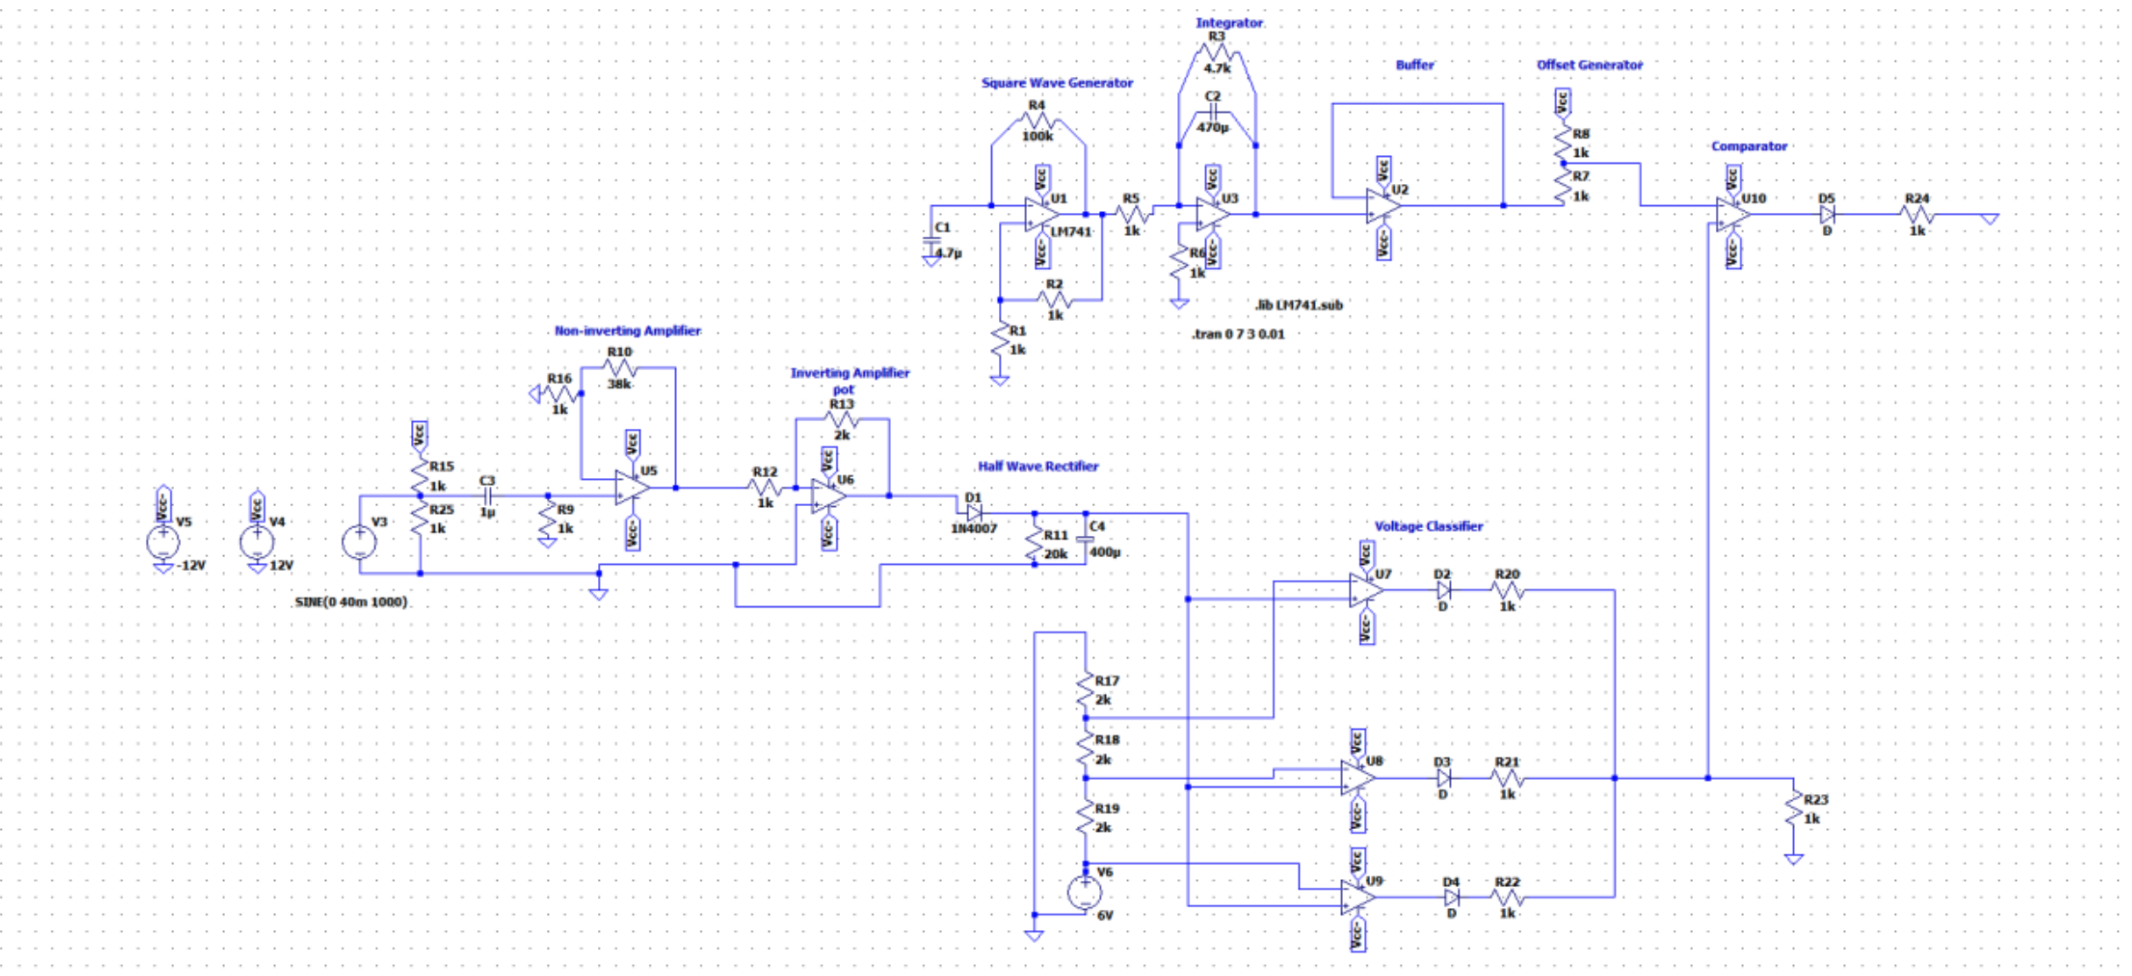 Integrator
R3
4.7k
C2
470µ
Square Wave Generator
R4
100k
Vcc
U1
LM741
Vcc-
C1
4.7µ
R2
1k
R1
1k
R5
1k
Vcc
U3
Vcc-
R6
1k
.lib LM741.sub
.tran 0 7 3 0.01
Buffer
Vcc
U2
Vcc-
Offset Generator
Vcc
R8
1k
R7
1k
Comparator
Vcc
U10
Vcc-
D5
D
R24
1k
Non-inverting Amplifier
R10
38k
R16
1k
Vcc
U5
Vcc-
Vcc
R15
1k
R25
1k
C3
1µ
R9
1k
Vcc-
V5
-12V
Vcc
V4
12V
V3
SINE(0 40m 1000)
Inverting Amplifier
pot
R13
2k
R12
1k
Vcc
U6
Vcc-
Half Wave Rectifier
D1
1N4007
R11
20k
C4
400µ
Voltage Classifier
Vcc
U7
Vcc-
D2
D
R20
1k
R17
2k
R18
2k
R19
2k
V6
6V
Vcc
U8
Vcc-
D3
D
R21
1k
R23
1k
Vcc
U9
Vcc-
D4
D
R22
1k